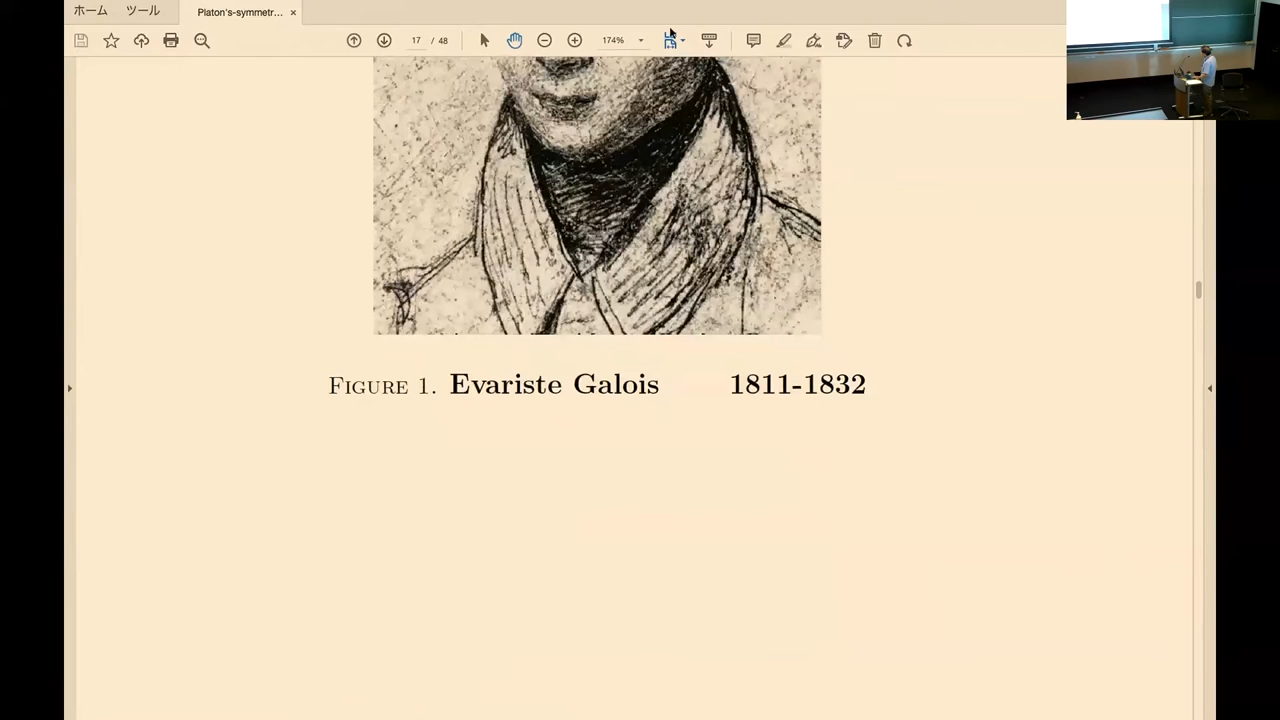 ホーム ツール Platon's-symmetr... ×
17 / 48 174%
FIGURE 1. Evariste Galois 1811-1832